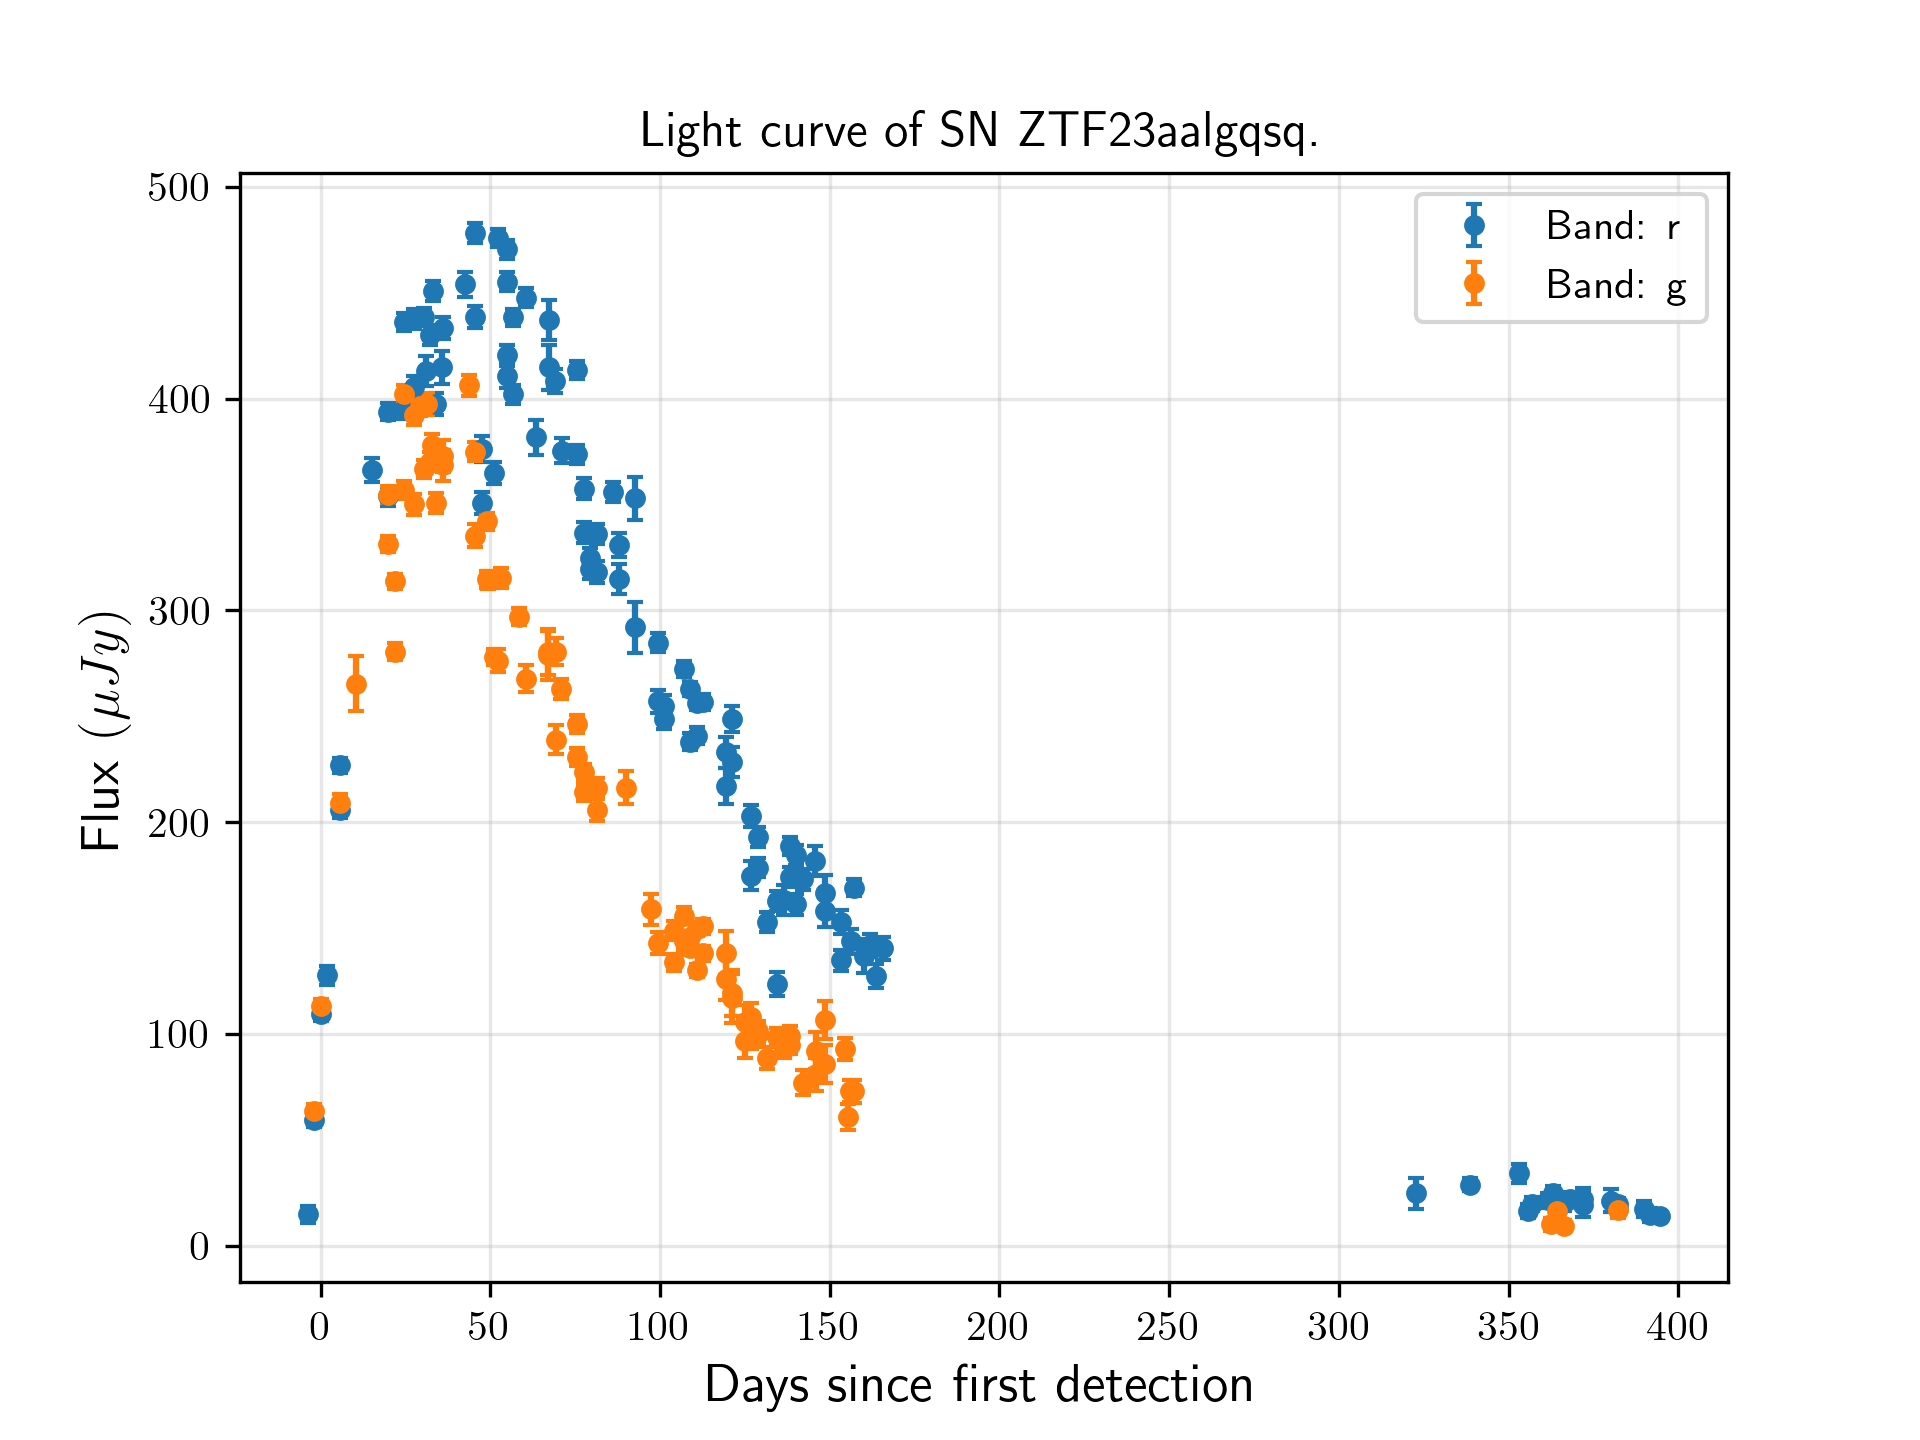 Light curve of SN ZTF23aalgqsq.
500
400
300
200
100
0
Flux (μJy)
Band: r
Band: g
0 50 100 150 200 250 300 350 400
Days since first detection